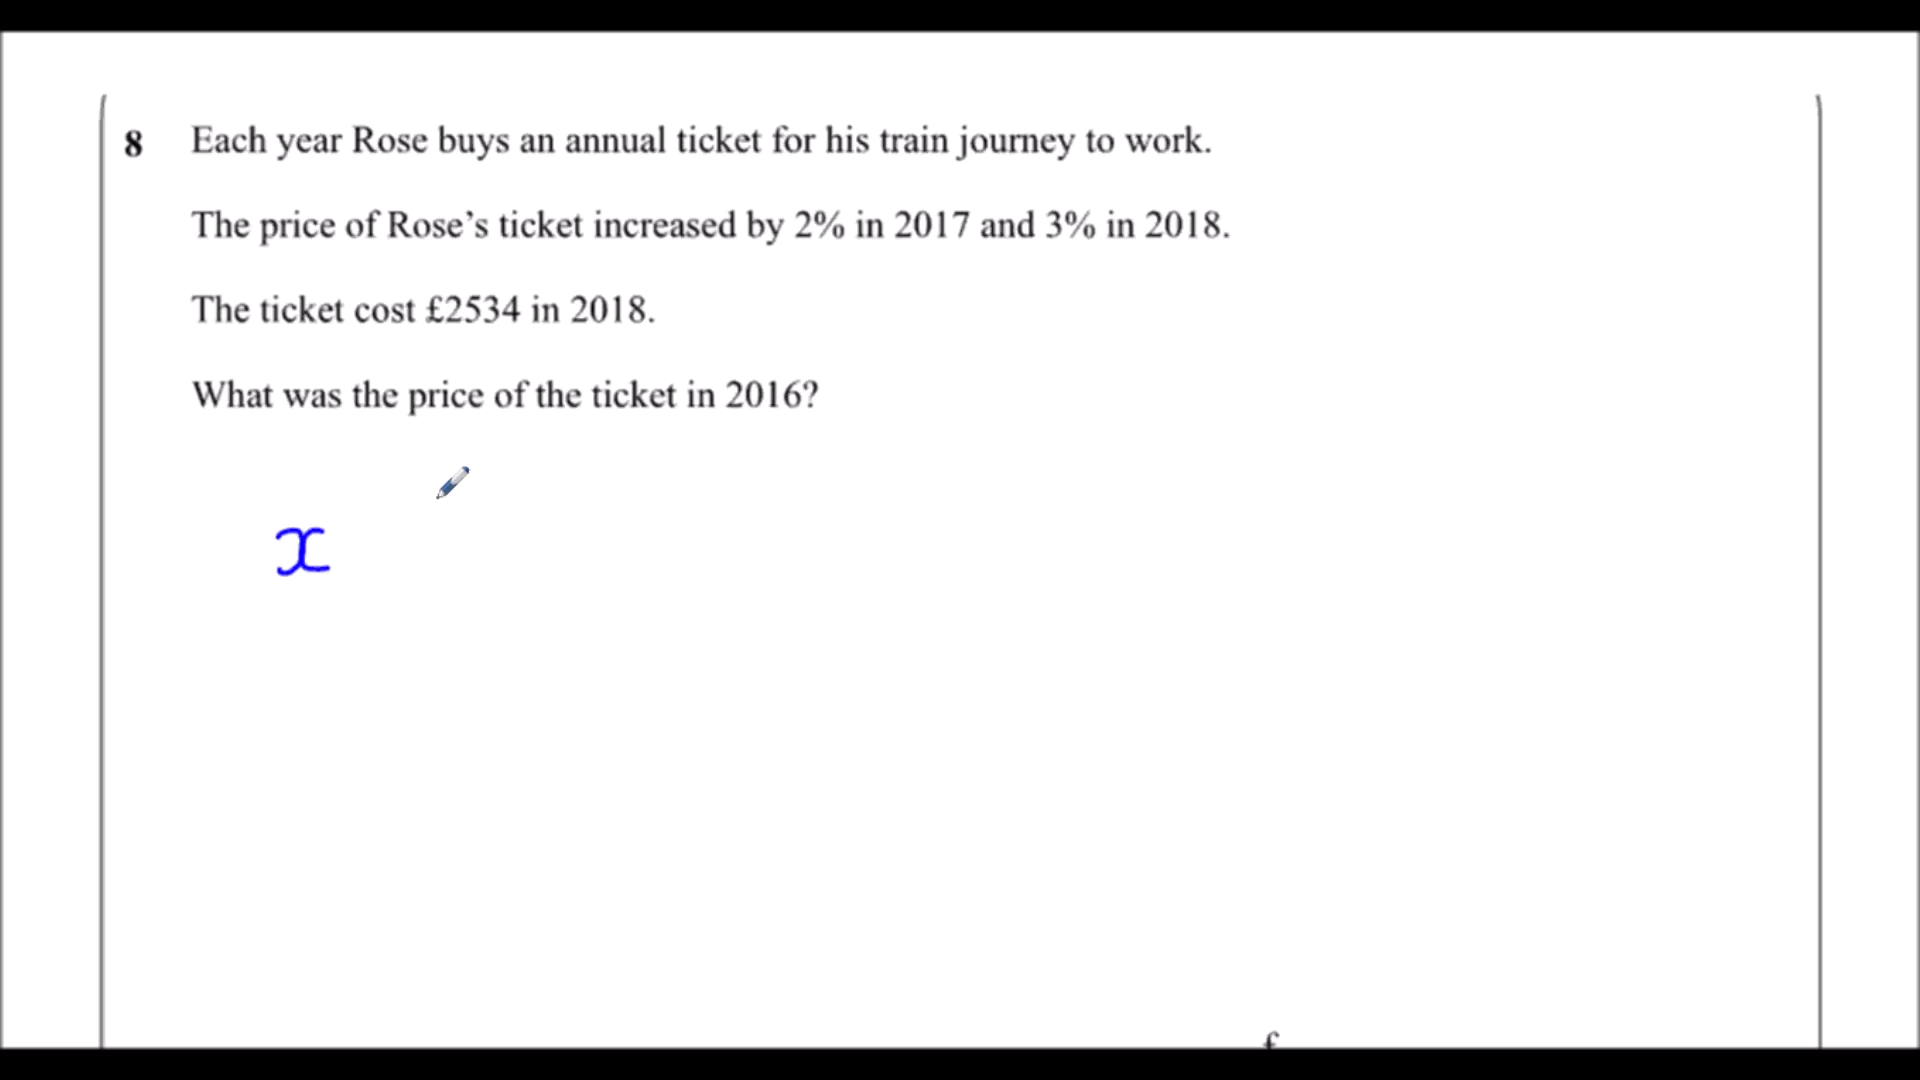 8 Each year Rose buys an annual ticket for his train journey to work.
The price of Rose’s ticket increased by 2% in 2017 and 3% in 2018.
The ticket cost £2534 in 2018.
What was the price of the ticket in 2016?
x
£